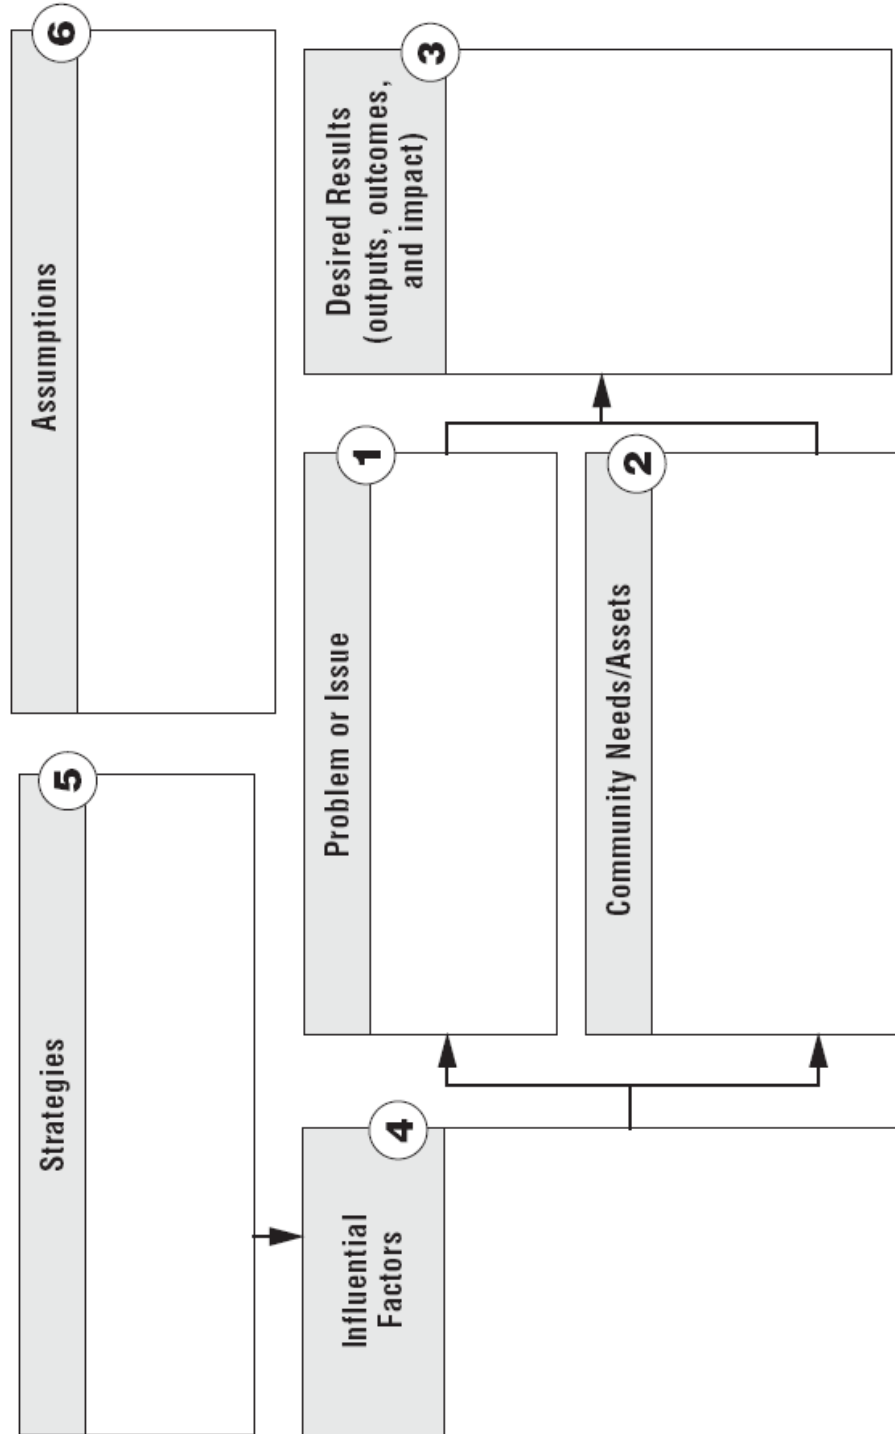 Strategies
5
Assumptions
6
Influential
Factors
4
Problem or Issue
1
Community Needs/Assets
2
Desired Results
(outputs, outcomes,
and impact)
3